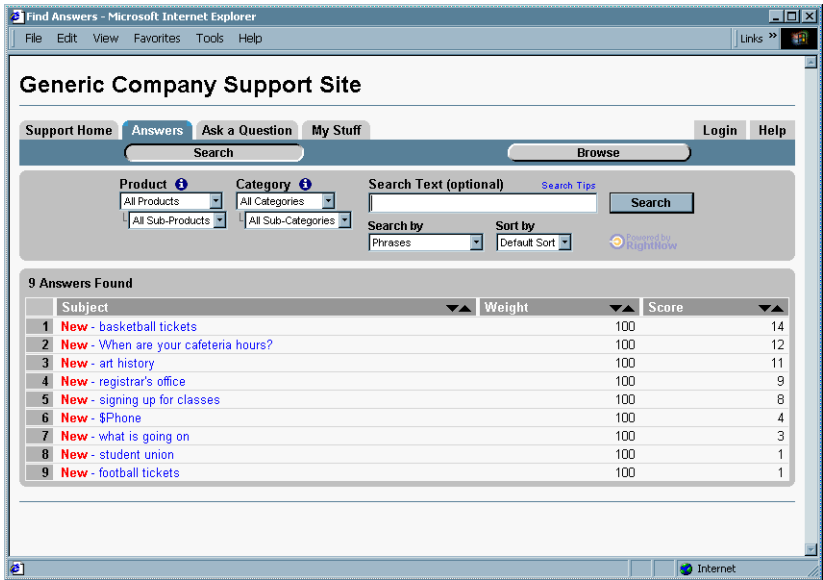 Find Answers - Microsoft Internet Explorer
File Edit View Favorites Tools Help Links »
Generic Company Support Site
Support Home Answers Ask a Question My Stuff Login Help
Search Browse
Product Category Search Text (optional) Search Tips
All Products All Categories Search
All Sub-Products All Sub-Categories
Search by Sort by
Phrases Default Sort Powered by RightNow
9 Answers Found
Subject Weight Score
1 New - basketball tickets 100 14
2 New - When are your cafeteria hours? 100 12
3 New - art history 100 11
4 New - registrar's office 100 9
5 New - signing up for classes 100 8
6 New - $Phone 100 4
7 New - what is going on 100 3
8 New - student union 100 1
9 New - football tickets 100 1
Internet